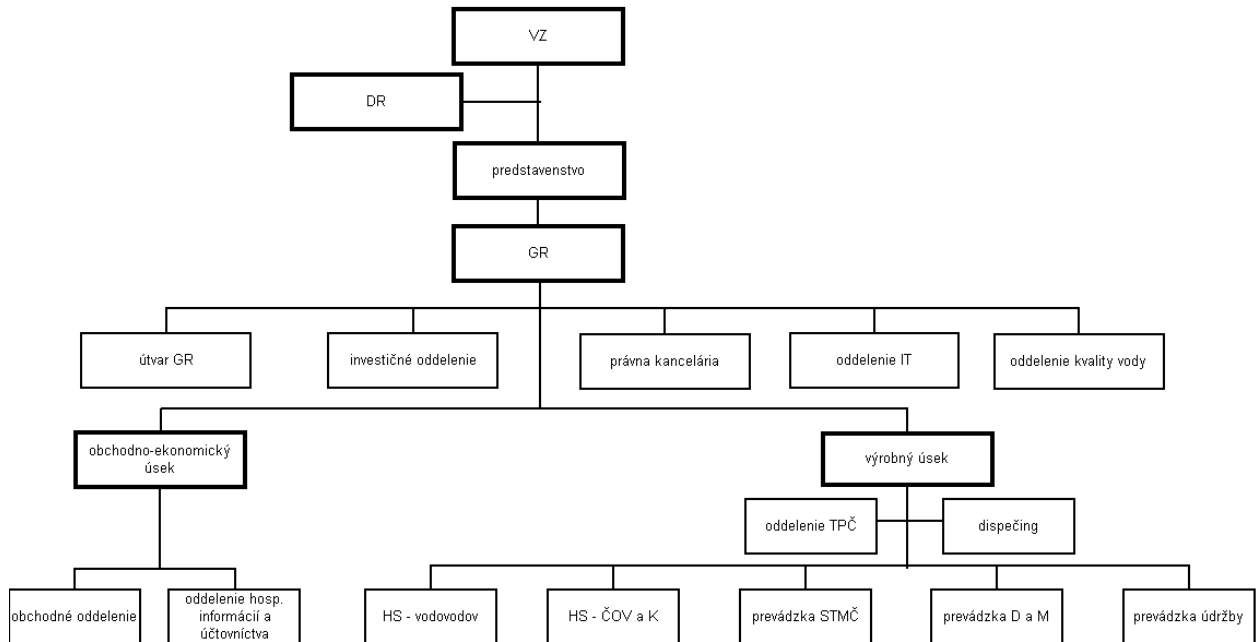 VZ
DR
predstavenstvo
GR
útvar GR
investičné oddelenie
právna kancelária
oddelenie IT
oddelenie kvality vody
obchodno-ekonomický
úsek
výrobný úsek
oddelenie TPČ
dispečing
obchodné oddelenie
oddelenie hosp.
informácií a
účtovníctva
HS - vodovodov
HS - ČOV a K
prevádzka STMČ
prevádzka D a M
prevádzka údržby